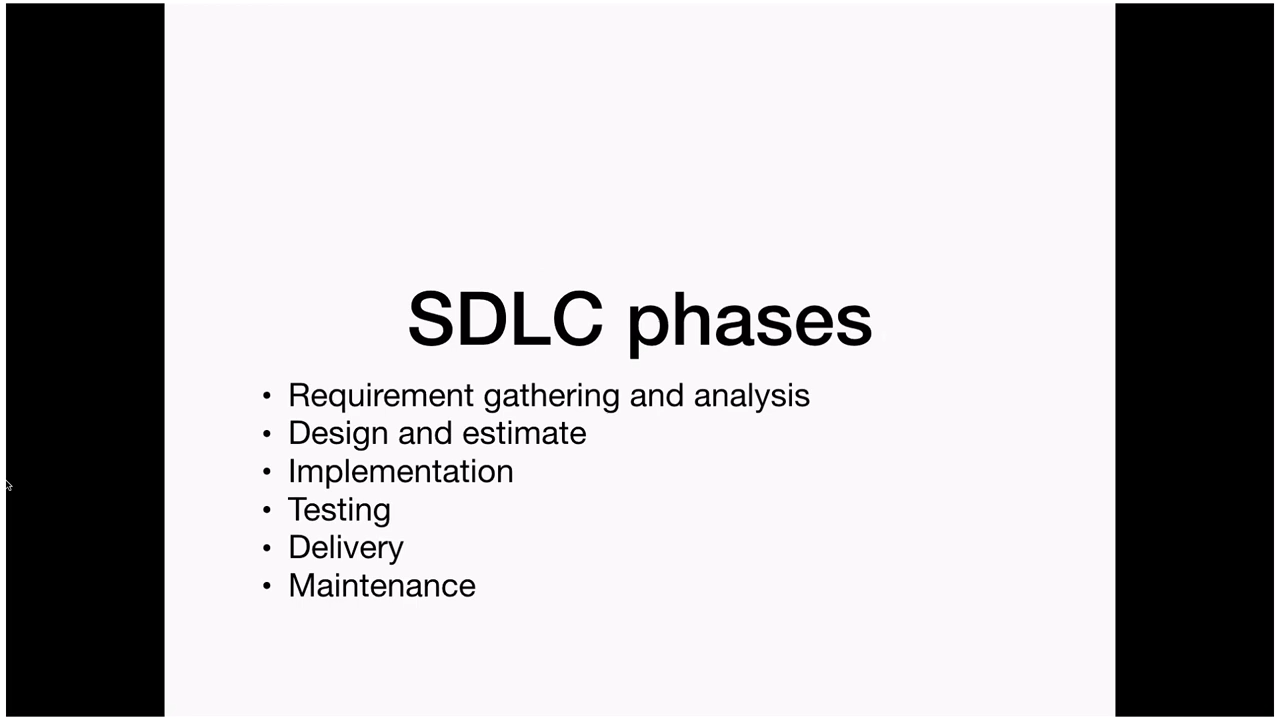 SDLC phases
• Requirement gathering and analysis
• Design and estimate
• Implementation
• Testing
• Delivery
• Maintenance